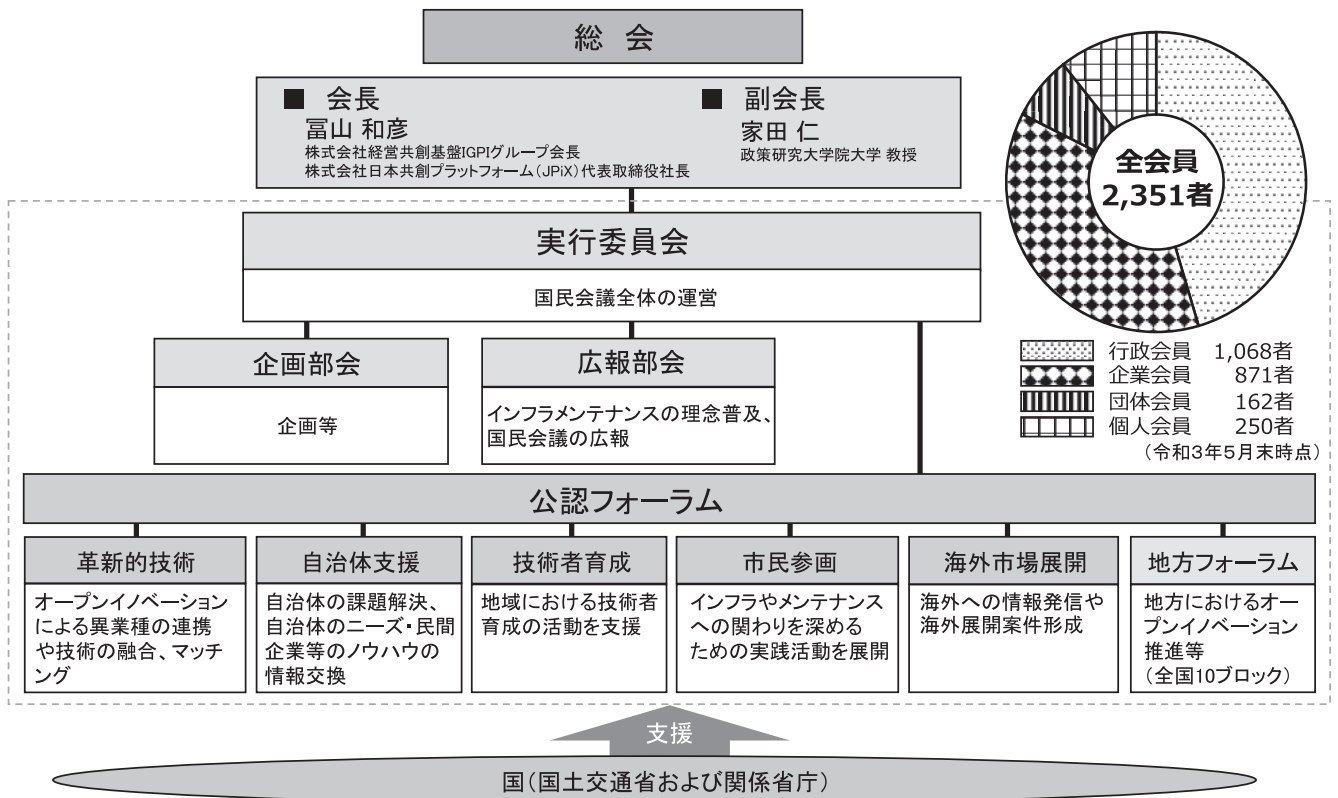 総 会
■ 会長
冨山 和彦
株式会社経営共創基盤IGPIグループ会長
株式会社日本共創プラットフォーム(JPiX)代表取締役社長
■ 副会長
家田 仁
政策研究大学院大学 教授
全会員
2,351者
行政会員 1,068者
企業会員 871者
団体会員 162者
個人会員 250者
(令和3年5月末時点)
実行委員会
国民会議全体の運営
企画部会
企画等
広報部会
インフラメンテナンスの理念普及、
国民会議の広報
公認フォーラム
革新的技術
オープンイノベーション
による異業種の連携
や技術の融合、マッチ
ング
自治体支援
自治体の課題解決、
自治体のニーズ・民間
企業等のノウハウの
情報交換
技術者育成
地域における技術者
育成の活動を支援
市民参画
インフラやメンテナンス
への関わりを深める
ための実践活動を展開
海外市場展開
海外への情報発信や
海外展開案件形成
地方フォーラム
地方におけるオー
プンイノベーション
推進等
(全国10ブロック)
支援
国(国土交通省および関係省庁)